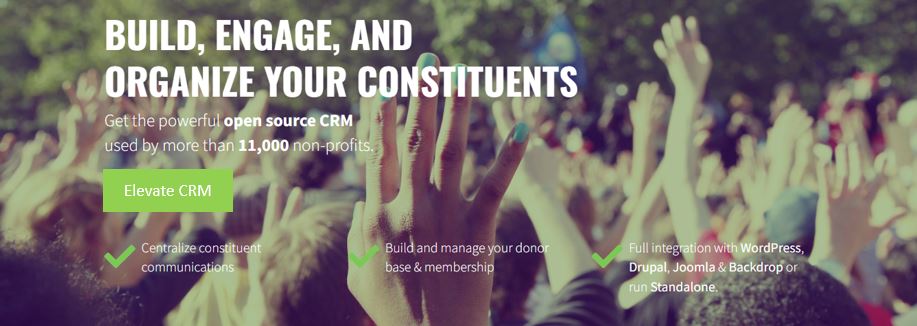 BUILD, ENGAGE, AND
ORGANIZE YOUR CONSTITUENTS
Get the powerful open source CRM
used by more than 11,000 non-profits.
Elevate CRM
Centralize constituent
communications
Build and manage your donor
base & membership
Full integration with WordPress,
Drupal, Joomla & Backdrop or
run Standalone.